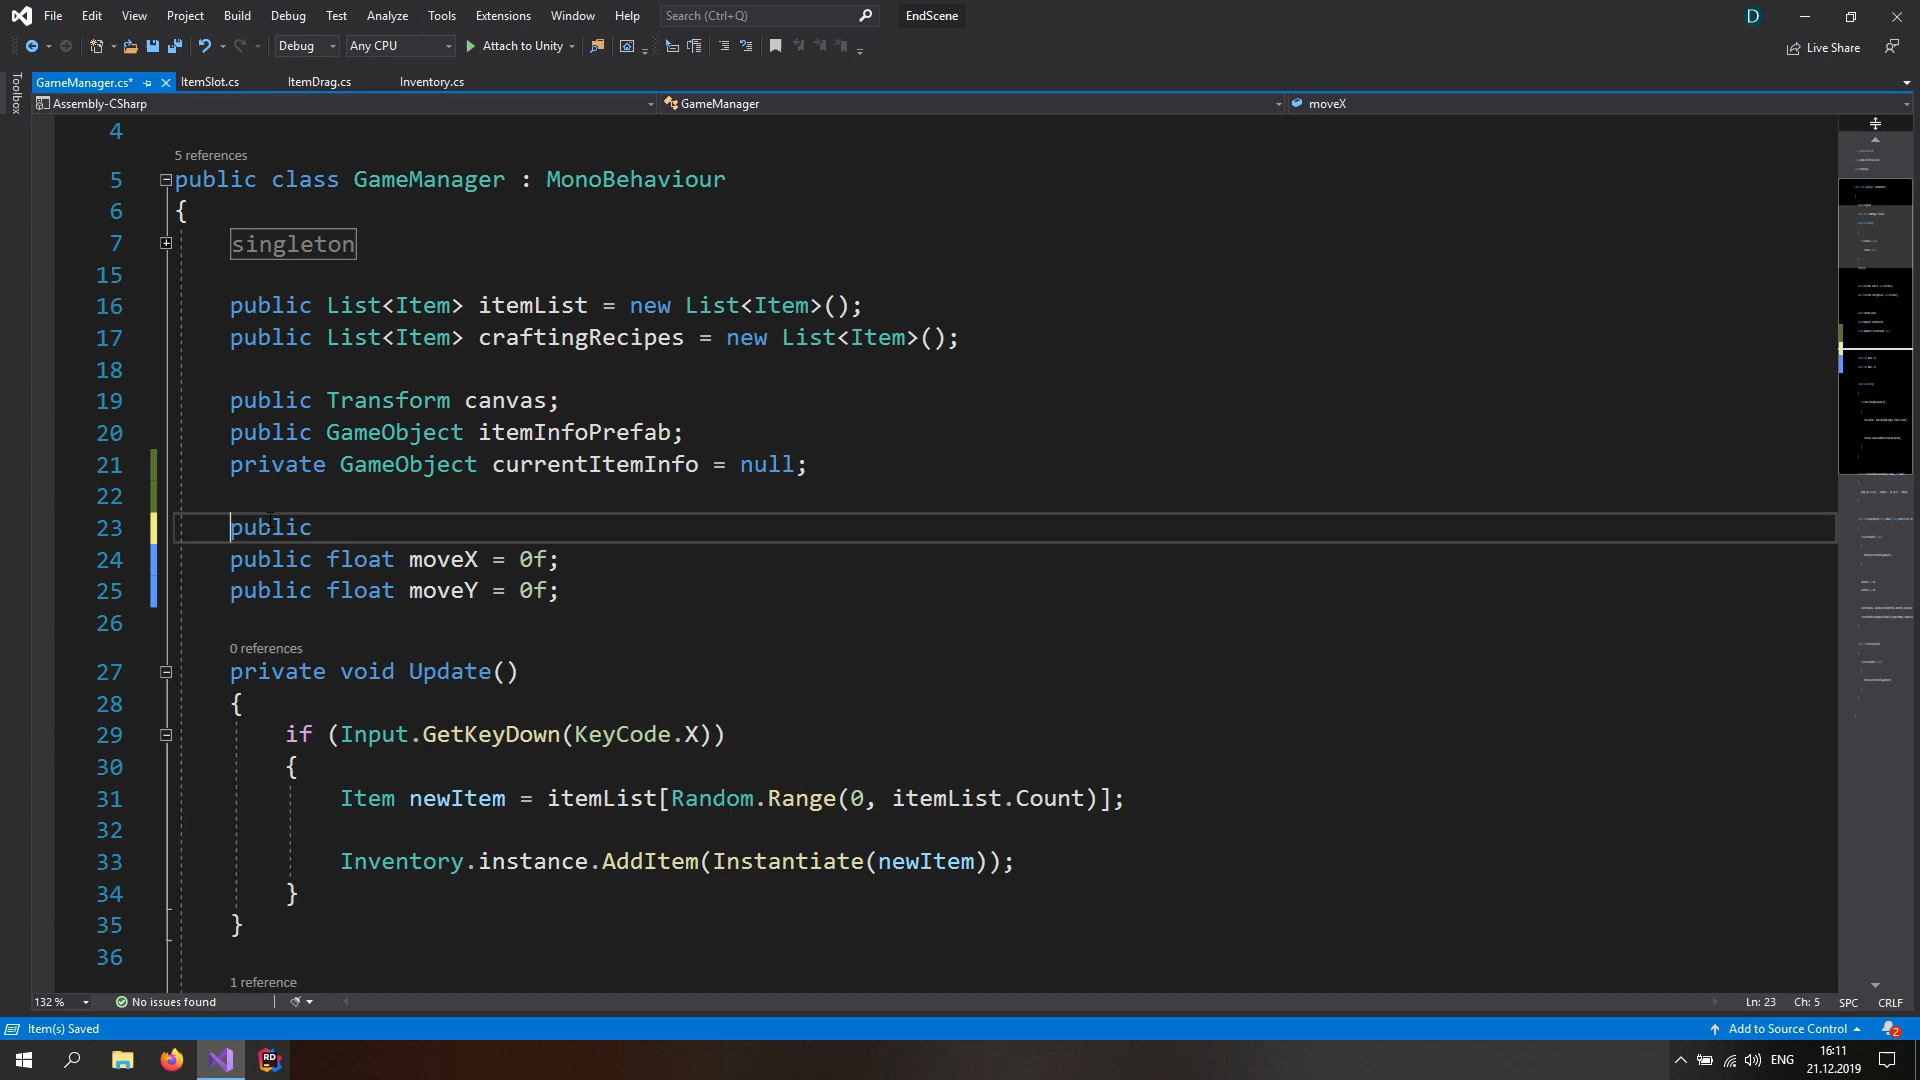 File Edit View Project Build Debug Test Analyze Tools Extensions Window Help Search (Ctrl+Q) EndScene D
Debug Any CPU Attach to Unity Live Share
Toolbox
GameManager.cs* ItemSlot.cs ItemDrag.cs Inventory.cs
Assembly-CSharp GameManager moveX
4
5 references
5 public class GameManager : MonoBehaviour
6 {
7 singleton
15
16 public List<Item> itemList = new List<Item>();
17 public List<Item> craftingRecipes = new List<Item>();
18
19 public Transform canvas;
20 public GameObject itemInfoPrefab;
21 private GameObject currentItemInfo = null;
22
23 public
24 public float moveX = 0f;
25 public float moveY = 0f;
26
0 references
27 private void Update()
28 {
29 if (Input.GetKeyDown(KeyCode.X))
30 {
31 Item newItem = itemList[Random.Range(0, itemList.Count)];
32
33 Inventory.instance.AddItem(Instantiate(newItem));
34 }
35 }
36
1 reference
132 % No issues found Ln: 23 Ch: 5 SPC CRLF
Item(s) Saved Add to Source Control 2
RD ENG 16:11
21.12.2019